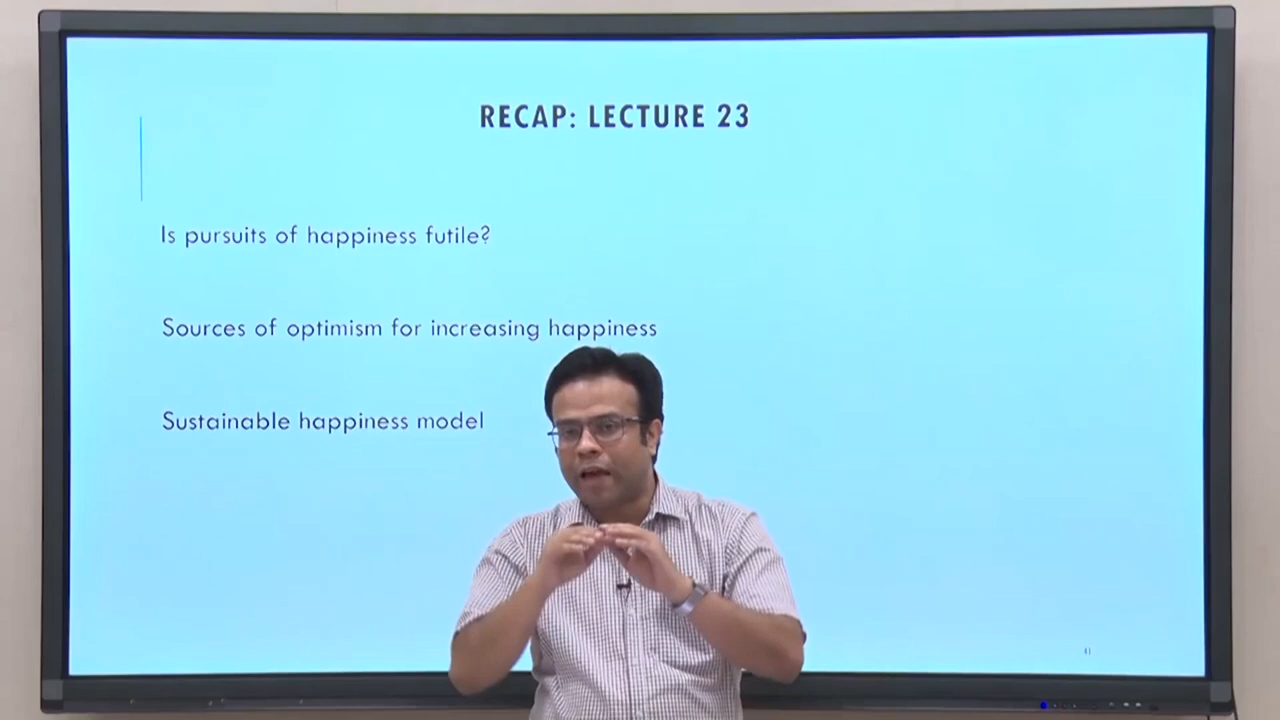 RECAP: LECTURE 23
Is pursuits of happiness futile?
Sources of optimism for increasing happiness
Sustainable happiness model